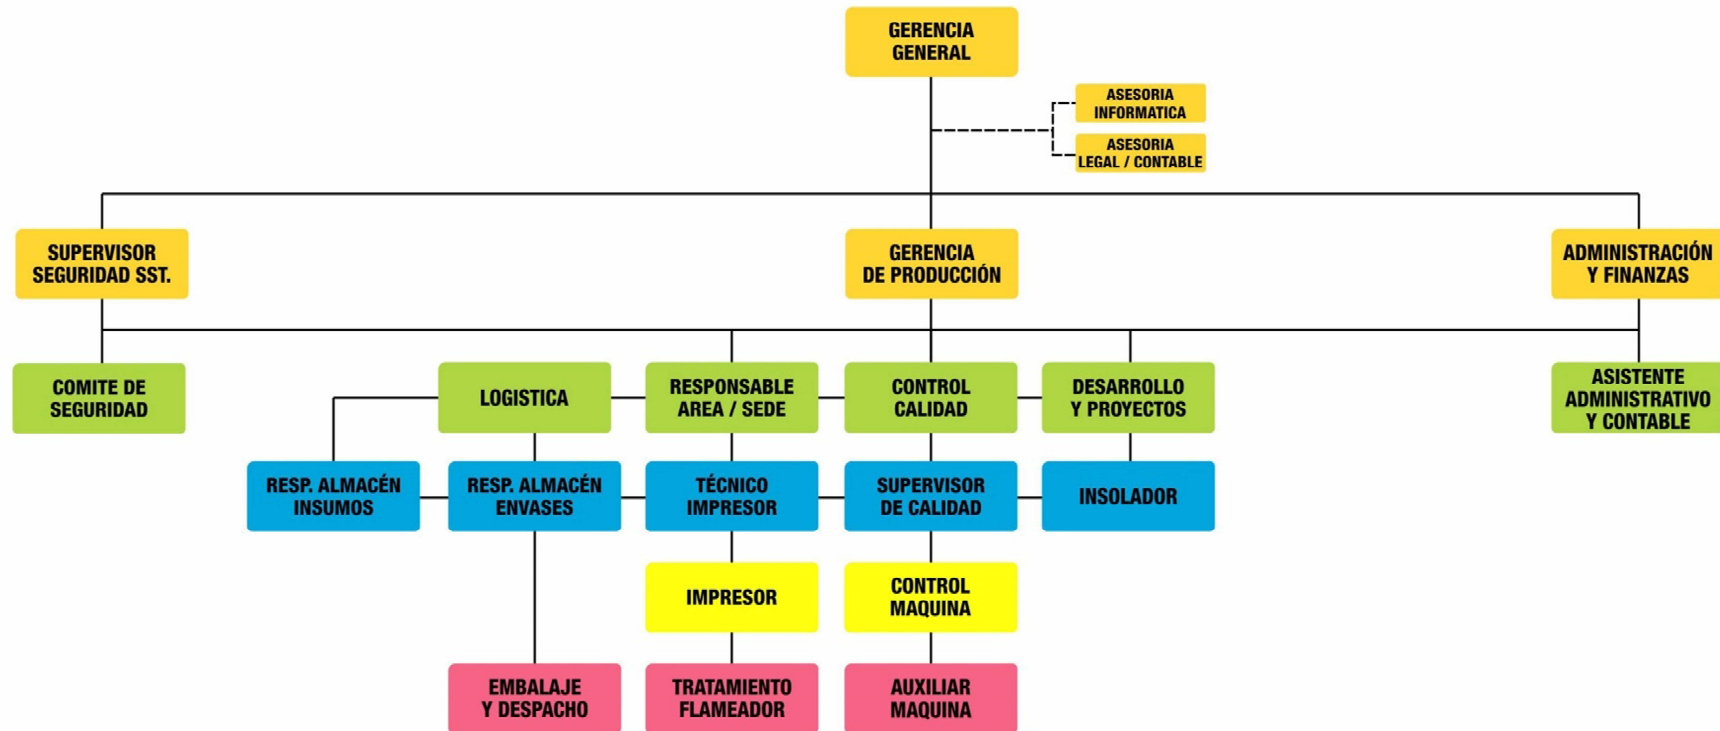 GERENCIA
GENERAL
ASESORIA
INFORMATICA
ASESORIA
LEGAL / CONTABLE
SUPERVISOR
SEGURIDAD SST.
GERENCIA
DE PRODUCCIÓN
ADMINISTRACIÓN
Y FINANZAS
COMITE DE
SEGURIDAD
LOGISTICA
RESPONSABLE
AREA / SEDE
CONTROL
CALIDAD
DESARROLLO
Y PROYECTOS
ASISTENTE
ADMINISTRATIVO
Y CONTABLE
RESP. ALMACÉN
INSUMOS
RESP. ALMACÉN
ENVASES
TÉCNICO
IMPRESOR
SUPERVISOR
DE CALIDAD
INSOLADOR
IMPRESOR
CONTROL
MAQUINA
EMBALAJE
Y DESPACHO
TRATAMIENTO
FLAMEADOR
AUXILIAR
MAQUINA